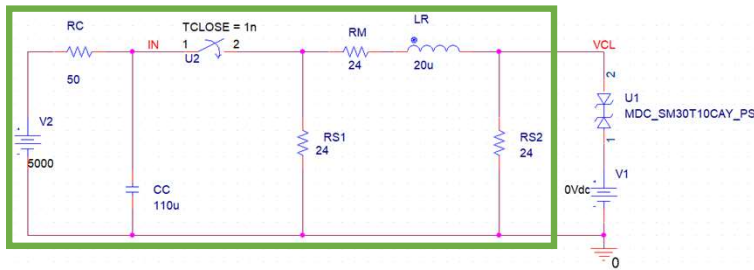 RC
50
IN
TCLOSE = 1n
1
2
U2
RM
24
LR
20u
VCL
2
U1
MDC_SM30T10CAY_PS
1
V2
5000
CC
110u
RS1
24
RS2
24
V1
0Vdc
0